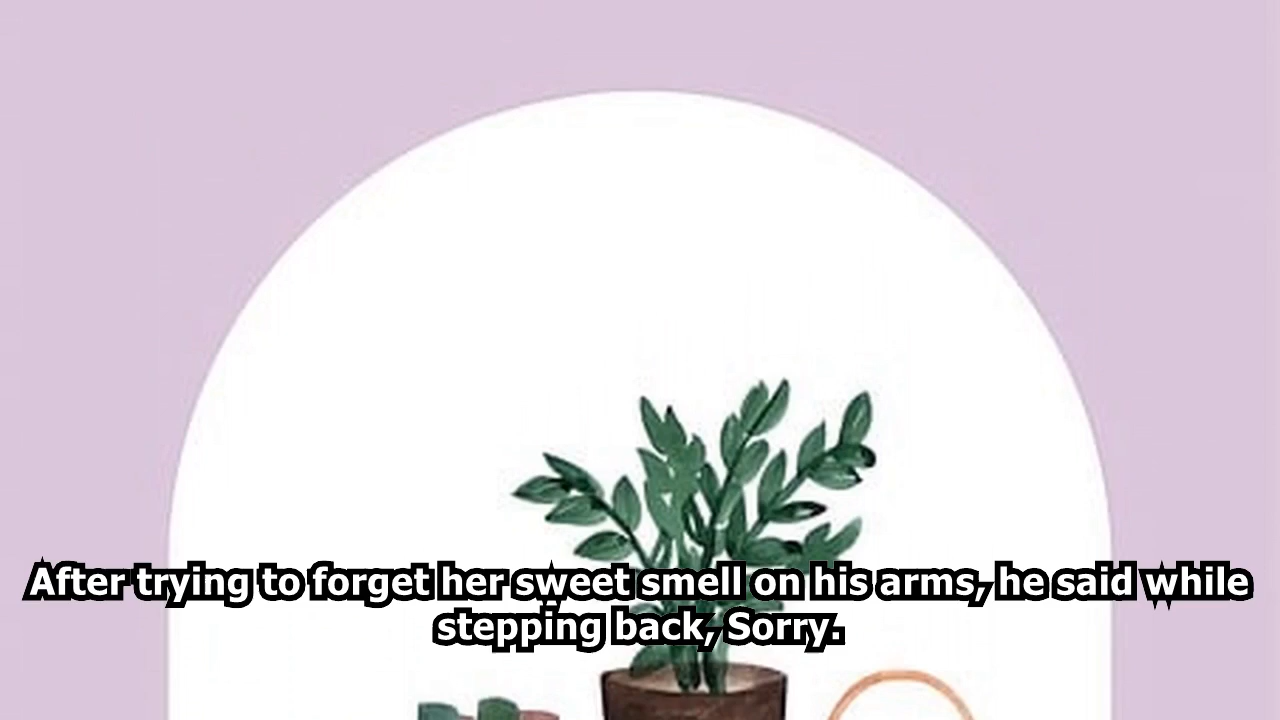 After trying to forget her sweet smell on his arms, he said while
stepping back, Sorry.